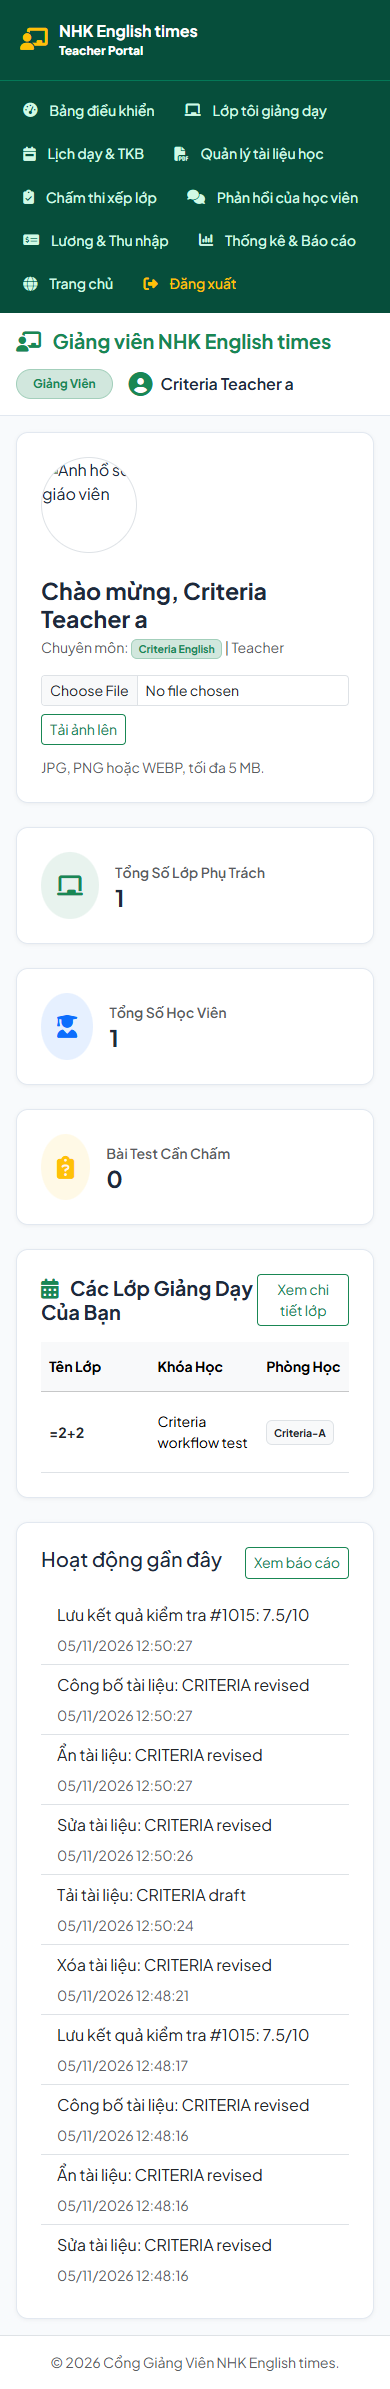 NHK English times
Teacher Portal
Bảng điều khiển
Lớp tôi giảng dạy
Lịch dạy & TKB
Quản lý tài liệu học
Chấm thi xếp lớp
Phản hồi của học viên
Lương & Thu nhập
Thống kê & Báo cáo
Trang chủ
Đăng xuất
Giảng viên NHK English times
Giảng Viên
Criteria Teacher a
Ảnh hồ sơ
giáo viên
Chào mừng, Criteria
Teacher a
Chuyên môn: Criteria English | Teacher
Choose File No file chosen
Tải ảnh lên
JPG, PNG hoặc WEBP, tối đa 5 MB.
Tổng Số Lớp Phụ Trách
1
Tổng Số Học Viên
1
Bài Test Cần Chấm
0
Các Lớp Giảng Dạy
Của Bạn
Xem chi
tiết lớp
Tên Lớp Khóa Học Phòng Học
=2+2 Criteria
workflow test Criteria-A
Hoạt động gần đây
Xem báo cáo
Lưu kết quả kiểm tra #1015: 7.5/10
05/11/2026 12:50:27
Công bố tài liệu: CRITERIA revised
05/11/2026 12:50:27
Ẩn tài liệu: CRITERIA revised
05/11/2026 12:50:27
Sửa tài liệu: CRITERIA revised
05/11/2026 12:50:26
Tải tài liệu: CRITERIA draft
05/11/2026 12:50:24
Xóa tài liệu: CRITERIA revised
05/11/2026 12:48:21
Lưu kết quả kiểm tra #1015: 7.5/10
05/11/2026 12:48:17
Công bố tài liệu: CRITERIA revised
05/11/2026 12:48:16
Ẩn tài liệu: CRITERIA revised
05/11/2026 12:48:16
Sửa tài liệu: CRITERIA revised
05/11/2026 12:48:16
© 2026 Cổng Giảng Viên NHK English times.